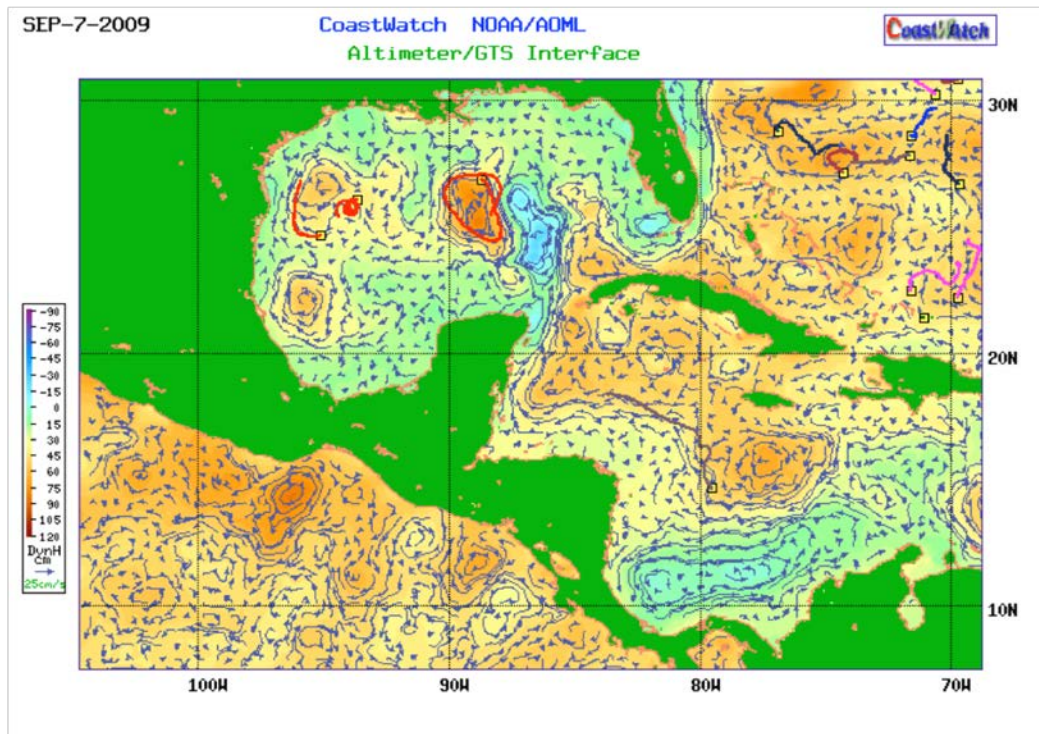 SEP-7-2009
CoastWatch NOAA/AOML
CoastWatch
Altimeter/GTS Interface
30N
20N
10N
-90
-75
-60
-45
-30
-15
0
15
30
45
60
75
90
105
120
DynH
cm
25cm/s
100W
90W
80W
70W